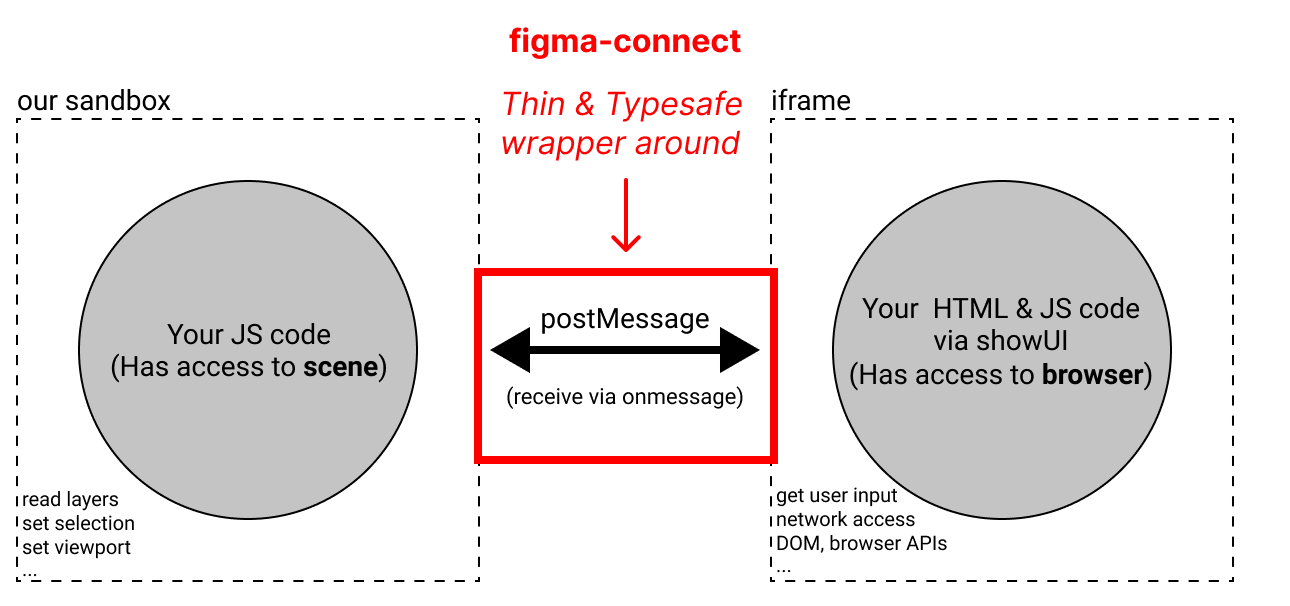 figma-connect
Thin & Typesafe
wrapper around
our sandbox
Your JS code
(Has access to scene)
read layers
set selection
set viewport
...
postMessage
(receive via onmessage)
iframe
Your HTML & JS code
via showUI
(Has access to browser)
get user input
network access
DOM, browser APIs
...